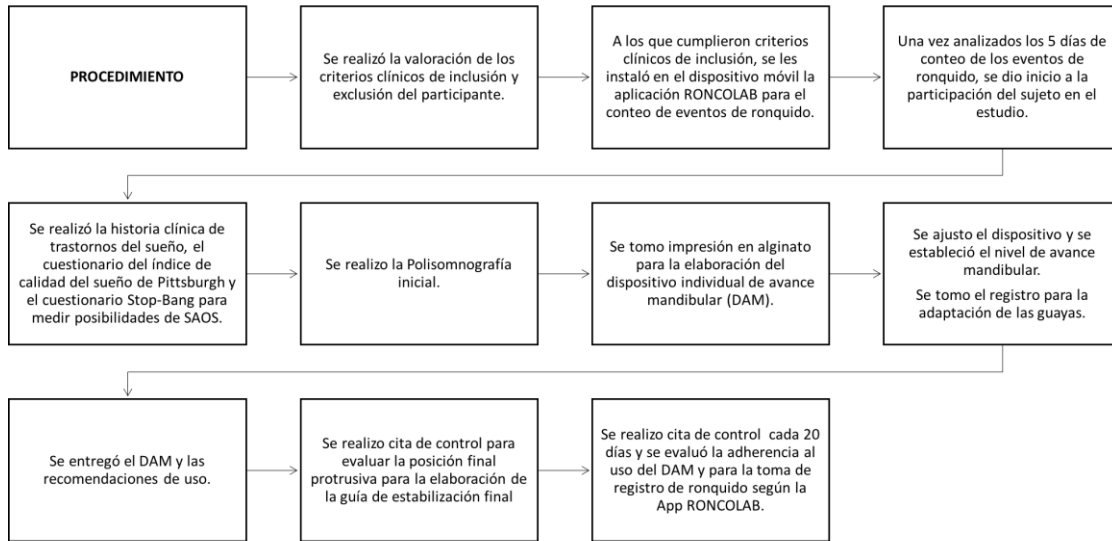 PROCEDIMIENTO
Se realizó la valoración de los
criterios clínicos de inclusión y
exclusión del participante.
A los que cumplieron criterios
clínicos de inclusión, se les
instaló en el dispositivo móvil la
aplicación RONCOLAB para el
conteo de eventos de ronquido.
Una vez analizados los 5 días de
conteo de los eventos de
ronquido, se dio inicio a la
participación del sujeto en el
estudio.
Se realizó la historia clínica de
trastornos del sueño, el
cuestionario del índice de
calidad del sueño de Pittsburgh y
el cuestionario Stop-Bang para
medir posibilidades de SAOS.
Se realizo la Polisomnografía
inicial.
Se tomo impresión en alginato
para la elaboración del
dispositivo individual de avance
mandibular (DAM).
Se ajusto el dispositivo y se
estableció el nivel de avance
mandibular.
Se tomo el registro para la
adaptación de las guayas.
Se entregó el DAM y las
recomendaciones de uso.
Se realizo cita de control para
evaluar la posición final
protrusiva para la elaboración de
la guía de estabilización final
Se realizo cita de control cada 20
días y se evaluó la adherencia al
uso del DAM y para la toma de
registro de ronquido según la
App RONCOLAB.